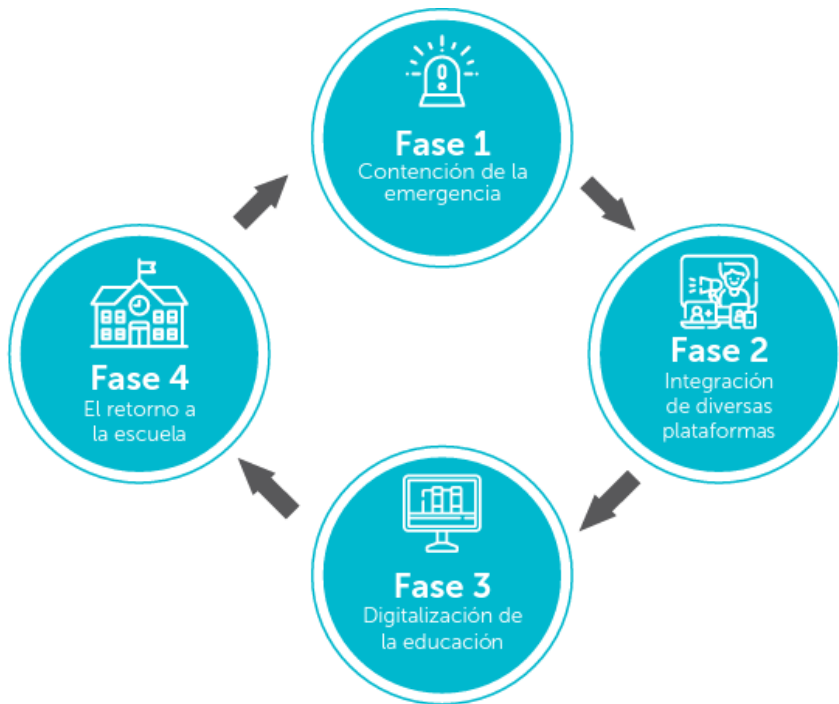 Fase 1
Contención de la
emergencia
Fase 2
Integración
de diversas
plataformas
Fase 3
Digitalización de
la educación
Fase 4
El retorno a
la escuela